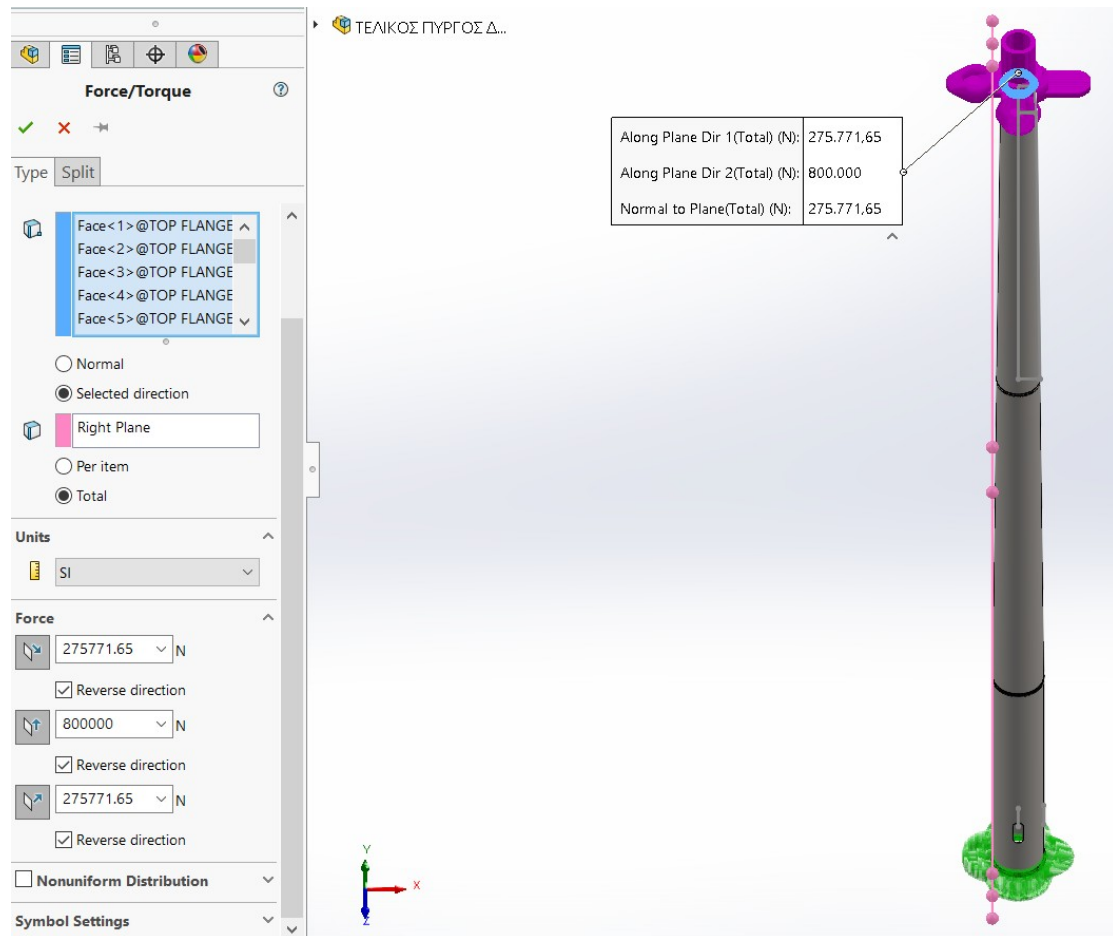 ΤΕΛΙΚΟΣ ΠΥΡΓΟΣ Δ...
Force/Torque
Type Split
Face<1>@TOP FLANGE
Face<2>@TOP FLANGE
Face<3>@TOP FLANGE
Face<4>@TOP FLANGE
Face<5>@TOP FLANGE
Normal
Selected direction
Right Plane
Per item
Total
Units
SI
Force
275771.65 N
Reverse direction
800000 N
Reverse direction
275771.65 N
Reverse direction
Nonuniform Distribution
Symbol Settings
Along Plane Dir 1(Total) (N): 275.771,65
Along Plane Dir 2(Total) (N): 800.000
Normal to Plane(Total) (N): 275.771,65
Y
X
Z